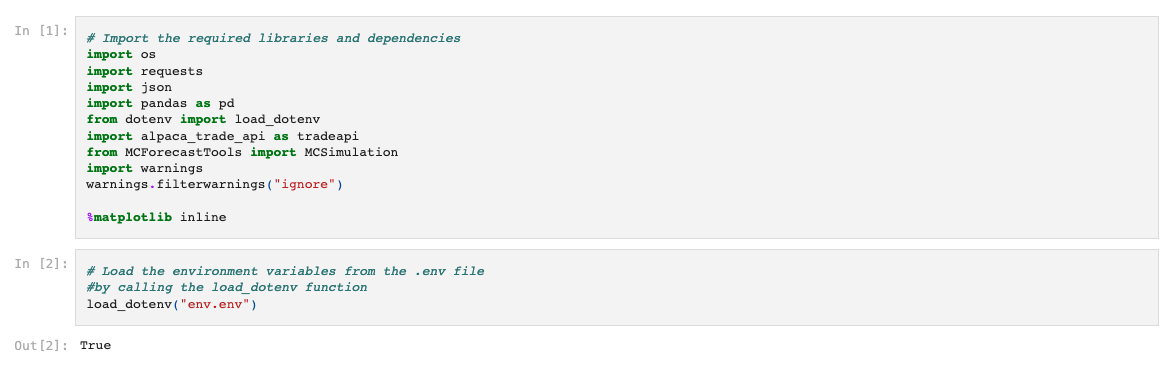 In [1]:
# Import the required libraries and dependencies
import os
import requests
import json
import pandas as pd
from dotenv import load_dotenv
import alpaca_trade_api as tradeapi
from MCForecastTools import MCSimulation
import warnings
warnings.filterwarnings("ignore")
%matplotlib inline
In [2]:
# Load the environment variables from the .env file
#by calling the load_dotenv function
load_dotenv("env.env")
Out[2]: True